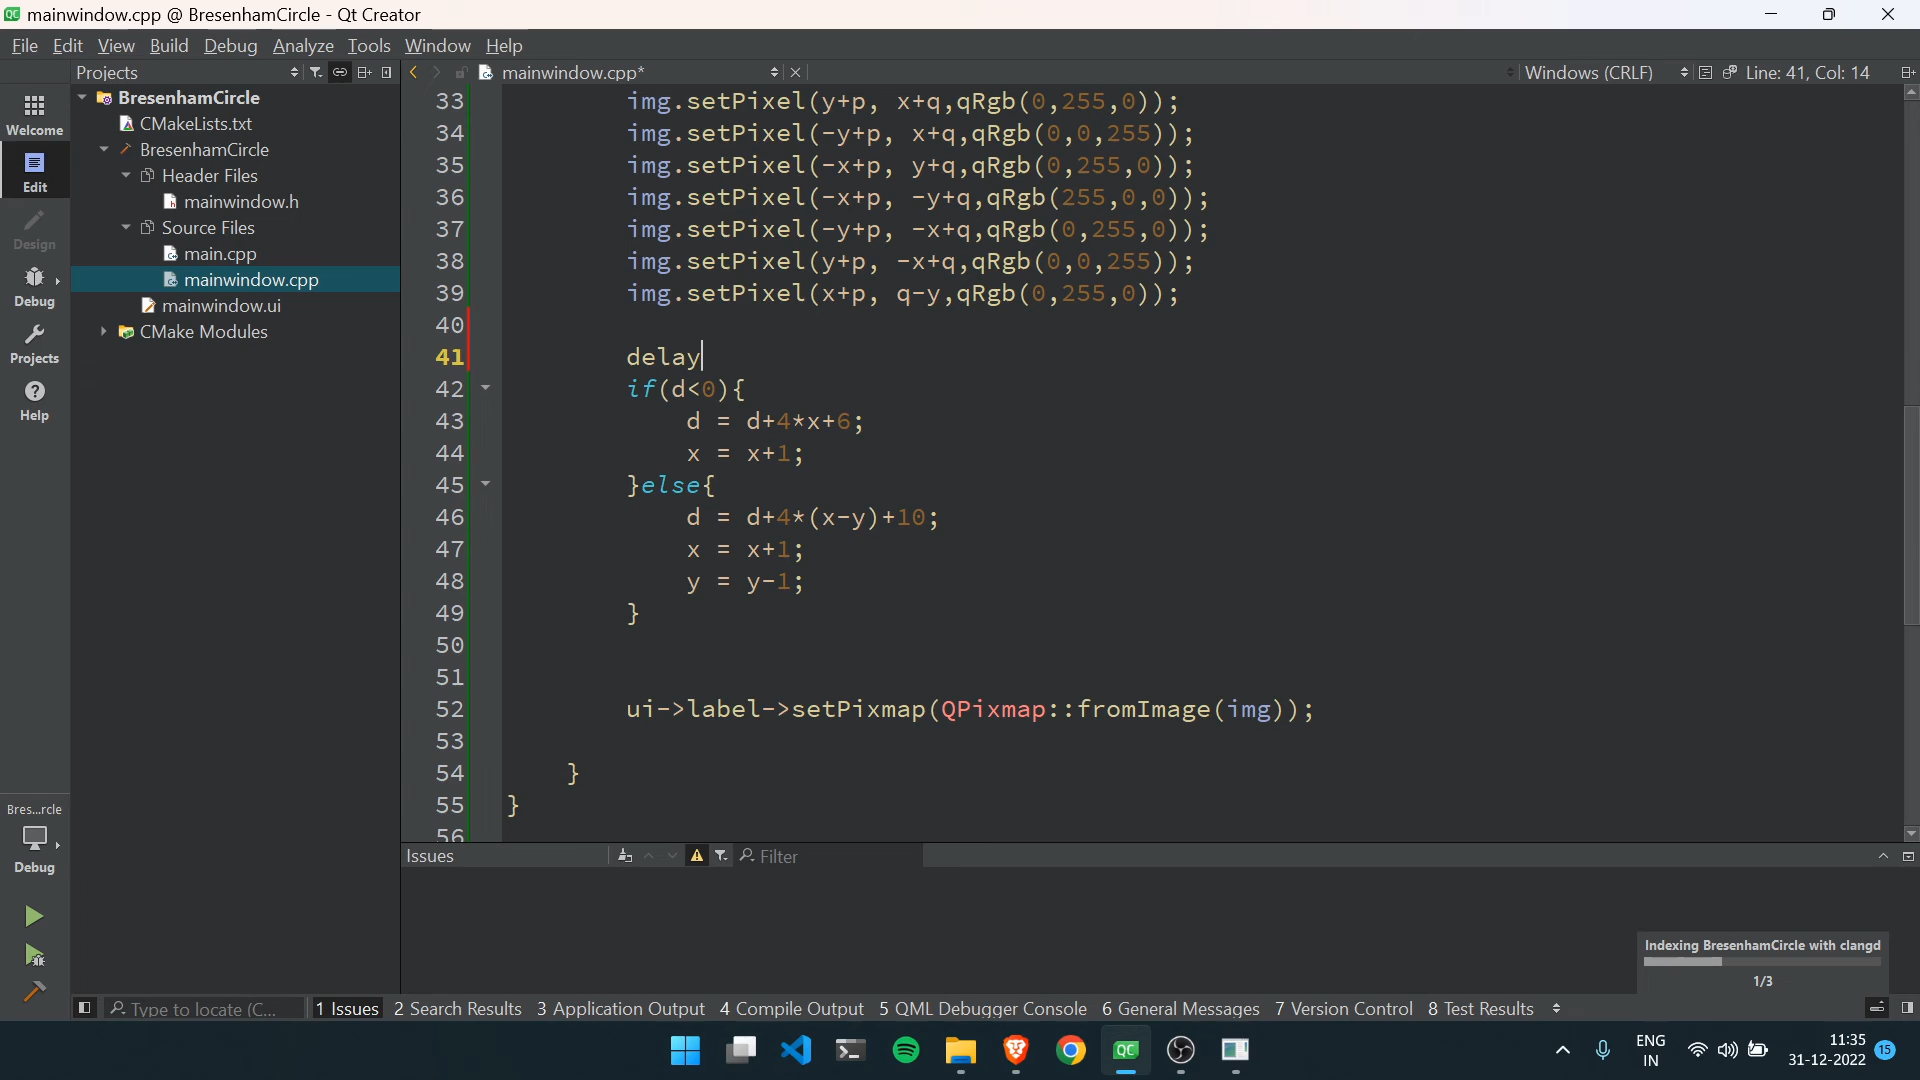 mainwindow.cpp @ BresenhamCircle - Qt Creator
File Edit View Build Debug Analyze Tools Window Help
Projects
mainwindow.cpp*
Windows (CRLF)
Line: 41, Col: 14
Welcome
Edit
Design
Debug
Projects
Help
BresenhamCircle
CMakeLists.txt
BresenhamCircle
Header Files
mainwindow.h
Source Files
main.cpp
mainwindow.cpp
mainwindow.ui
CMake Modules
33 img.setPixel(y+p, x+q,qRgb(0,255,0));
34 img.setPixel(-y+p, x+q,qRgb(0,0,255));
35 img.setPixel(-x+p, y+q,qRgb(0,255,0));
36 img.setPixel(-x+p, -y+q,qRgb(255,0,0));
37 img.setPixel(-y+p, -x+q,qRgb(0,255,0));
38 img.setPixel(y+p, -x+q,qRgb(0,0,255));
39 img.setPixel(x+p, q-y,qRgb(0,255,0));
40
41 delay
42 if(d<0){
43 d = d+4*x+6;
44 x = x+1;
45 }else{
46 d = d+4*(x-y)+10;
47 x = x+1;
48 y = y-1;
49 }
50
51
52 ui->label->setPixmap(QPixmap::fromImage(img));
53
54 }
55 }
56
Bres...rcle
Debug
Issues
Filter
Indexing BresenhamCircle with clangd
1/3
Type to locate (C...
1 Issues 2 Search Results 3 Application Output 4 Compile Output 5 QML Debugger Console 6 General Messages 7 Version Control 8 Test Results
QC
ENG
IN
11:35
31-12-2022
15